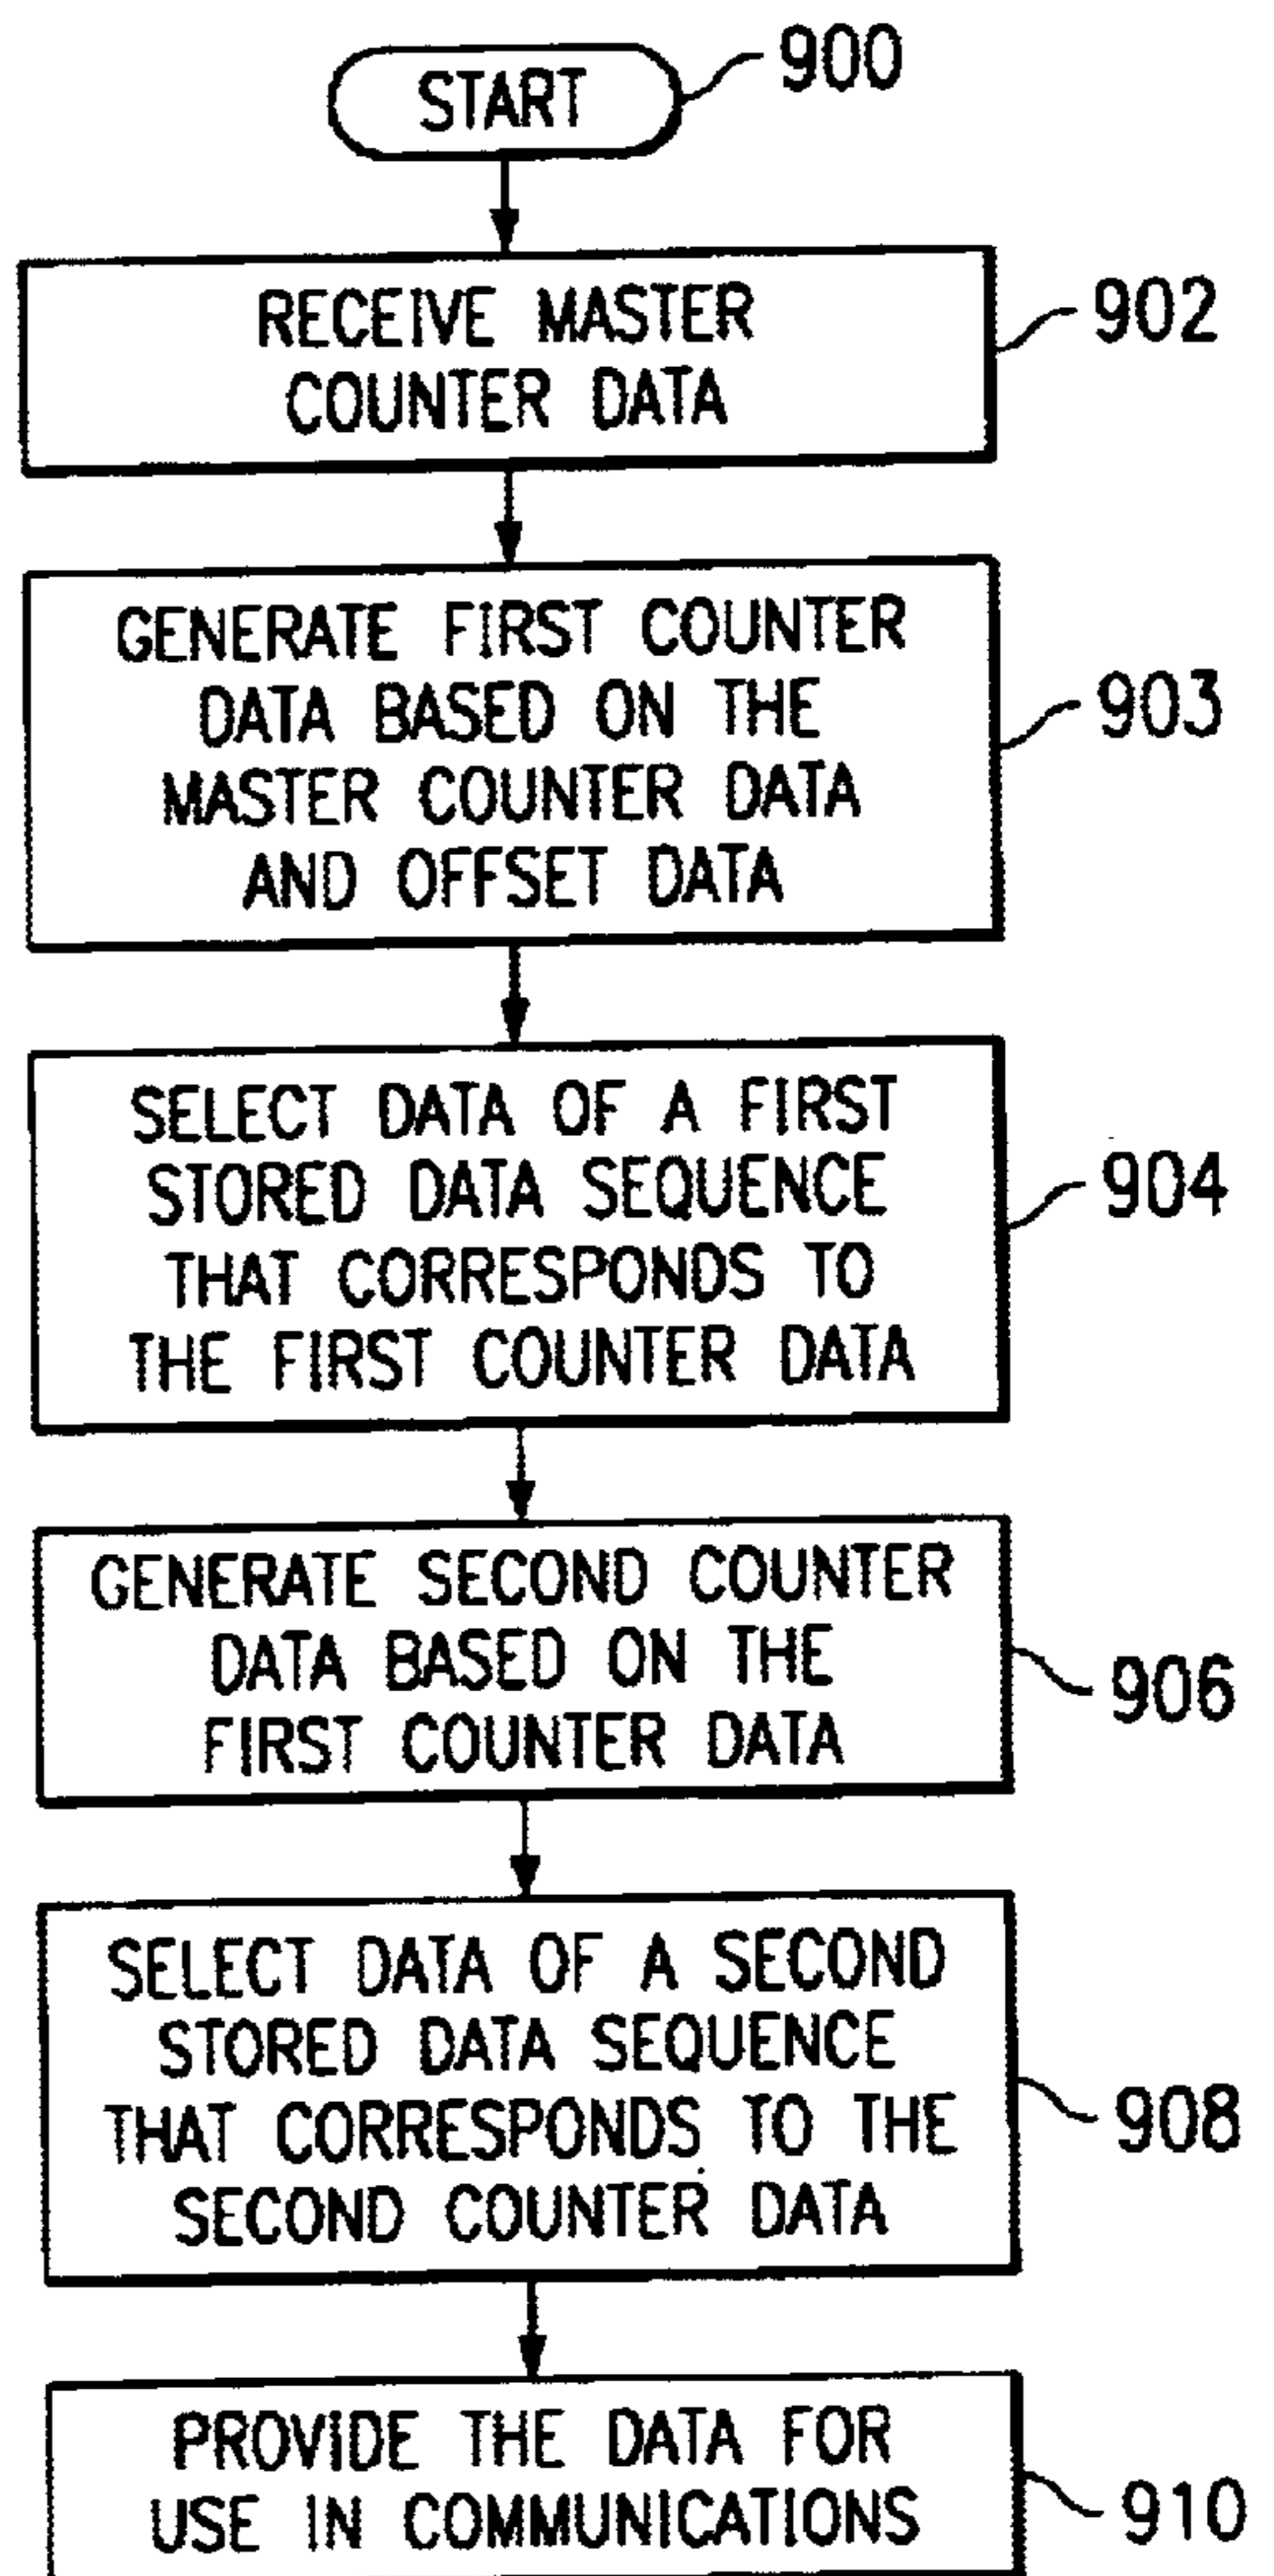 START
900
RECEIVE MASTER
COUNTER DATA
902
GENERATE FIRST COUNTER
DATA BASED ON THE
MASTER COUNTER DATA
AND OFFSET DATA
903
SELECT DATA OF A FIRST
STORED DATA SEQUENCE
THAT CORRESPONDS TO
THE FIRST COUNTER DATA
904
GENERATE SECOND COUNTER
DATA BASED ON THE
FIRST COUNTER DATA
906
SELECT DATA OF A SECOND
STORED DATA SEQUENCE
THAT CORRESPONDS TO THE
SECOND COUNTER DATA
908
PROVIDE THE DATA FOR
USE IN COMMUNICATIONS
910